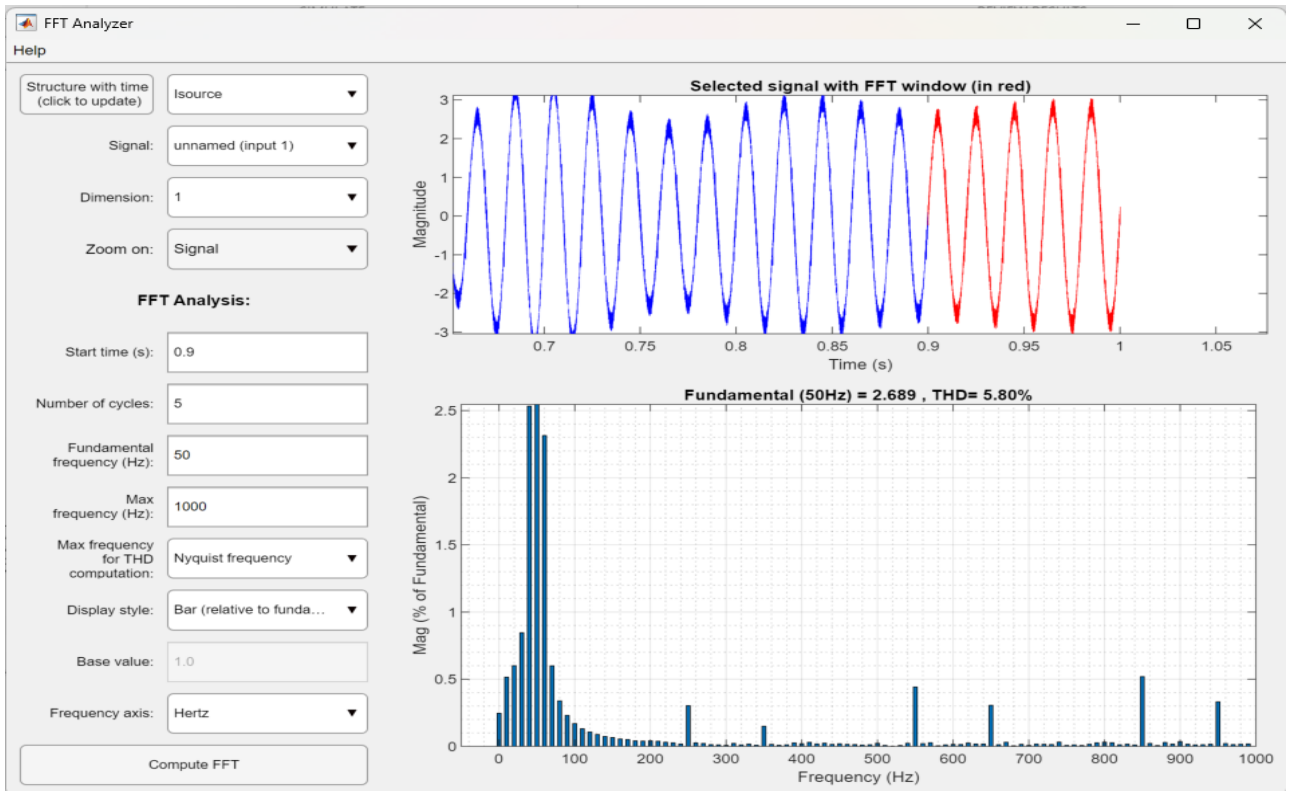 FFT Analyzer
Help
Structure with time
(click to update)
Isource
Signal:
unnamed (input 1)
Dimension:
1
Zoom on:
Signal
FFT Analysis:
Start time (s):
0.9
Number of cycles:
5
Fundamental
frequency (Hz):
50
Max
frequency (Hz):
1000
Max frequency
for THD
computation:
Nyquist frequency
Display style:
Bar (relative to funda...
Base value:
1.0
Frequency axis:
Hertz
Compute FFT
Selected signal with FFT window (in red)
Magnitude
3
2
1
0
-1
-2
-3
0.7 0.75 0.8 0.85 0.9 0.95 1 1.05
Time (s)
Fundamental (50Hz) = 2.689 , THD= 5.80%
Mag (% of Fundamental)
2.5
2
1.5
1
0.5
0
0 100 200 300 400 500 600 700 800 900 1000
Frequency (Hz)